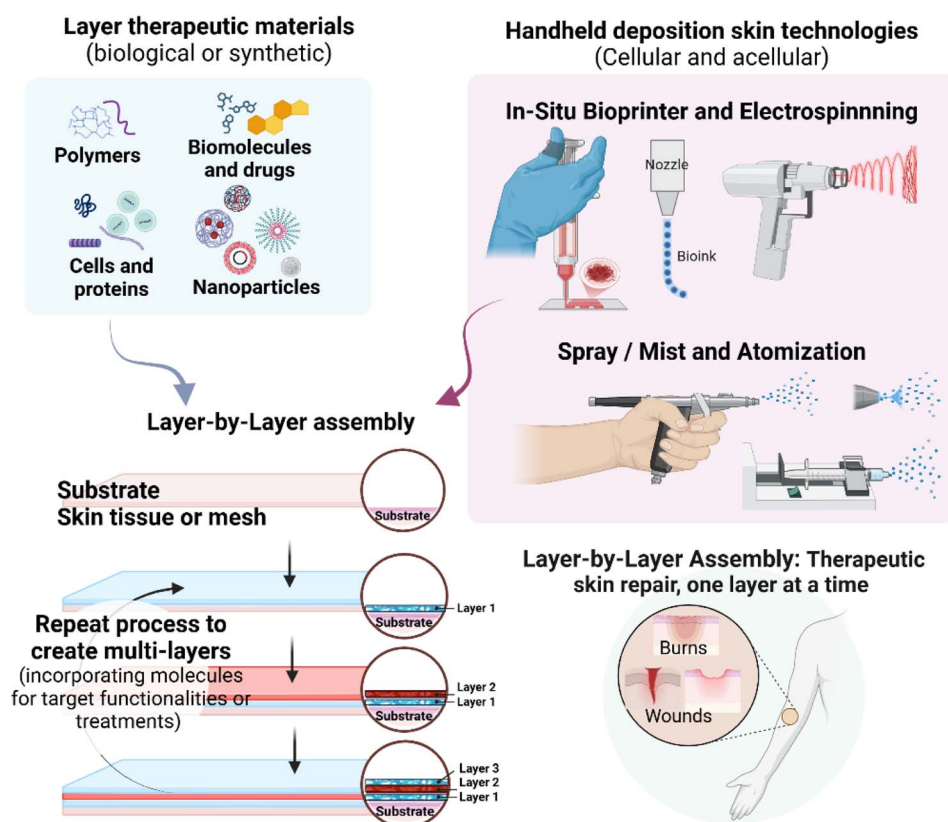 Layer therapeutic materials
(biological or synthetic)
Polymers
Biomolecules
and drugs
Cells and
proteins
Nanoparticles
Handheld deposition skin technologies
(Cellular and acellular)
In-Situ Bioprinter and Electrospinnning
Nozzle
Bioink
Spray / Mist and Atomization
Layer-by-Layer assembly
Substrate
Skin tissue or mesh
Substrate
Layer 1
Substrate
Repeat process to
create multi-layers
(incorporating molecules
for target functionalities or
treatments)
Layer 2
Layer 1
Substrate
Layer 3
Layer 2
Layer 1
Substrate
Layer-by-Layer Assembly: Therapeutic
skin repair, one layer at a time
Burns
Wounds